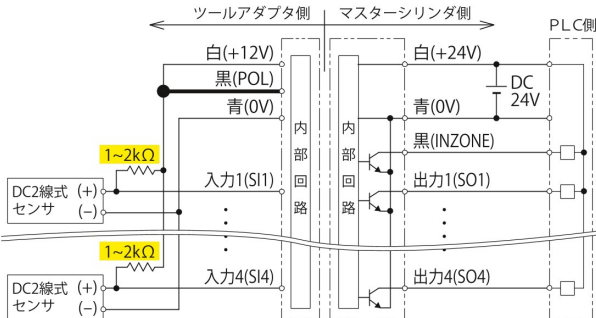 ツールアダプタ側
マスターシリンダ側
PLC側
白(+12V)
白(+24V)
黒(POL)
DC
24V
青(0V)
青(0V)
黒(INZONE)
1~2kΩ
内部回路
内部回路
DC2線式
センサ
(+)
(−)
入力1(SI1)
出力1(SO1)
1~2kΩ
DC2線式
センサ
(+)
(−)
入力4(SI4)
出力4(SO4)